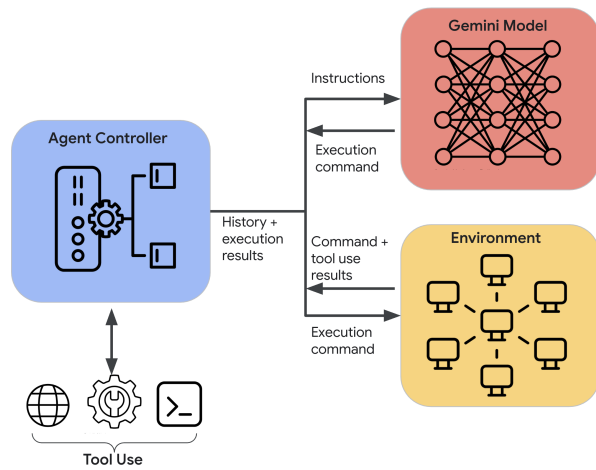 Gemini Model
Instructions
Execution
command
Agent Controller
History +
execution
results
Command +
tool use
results
Execution
command
Environment
Tool Use